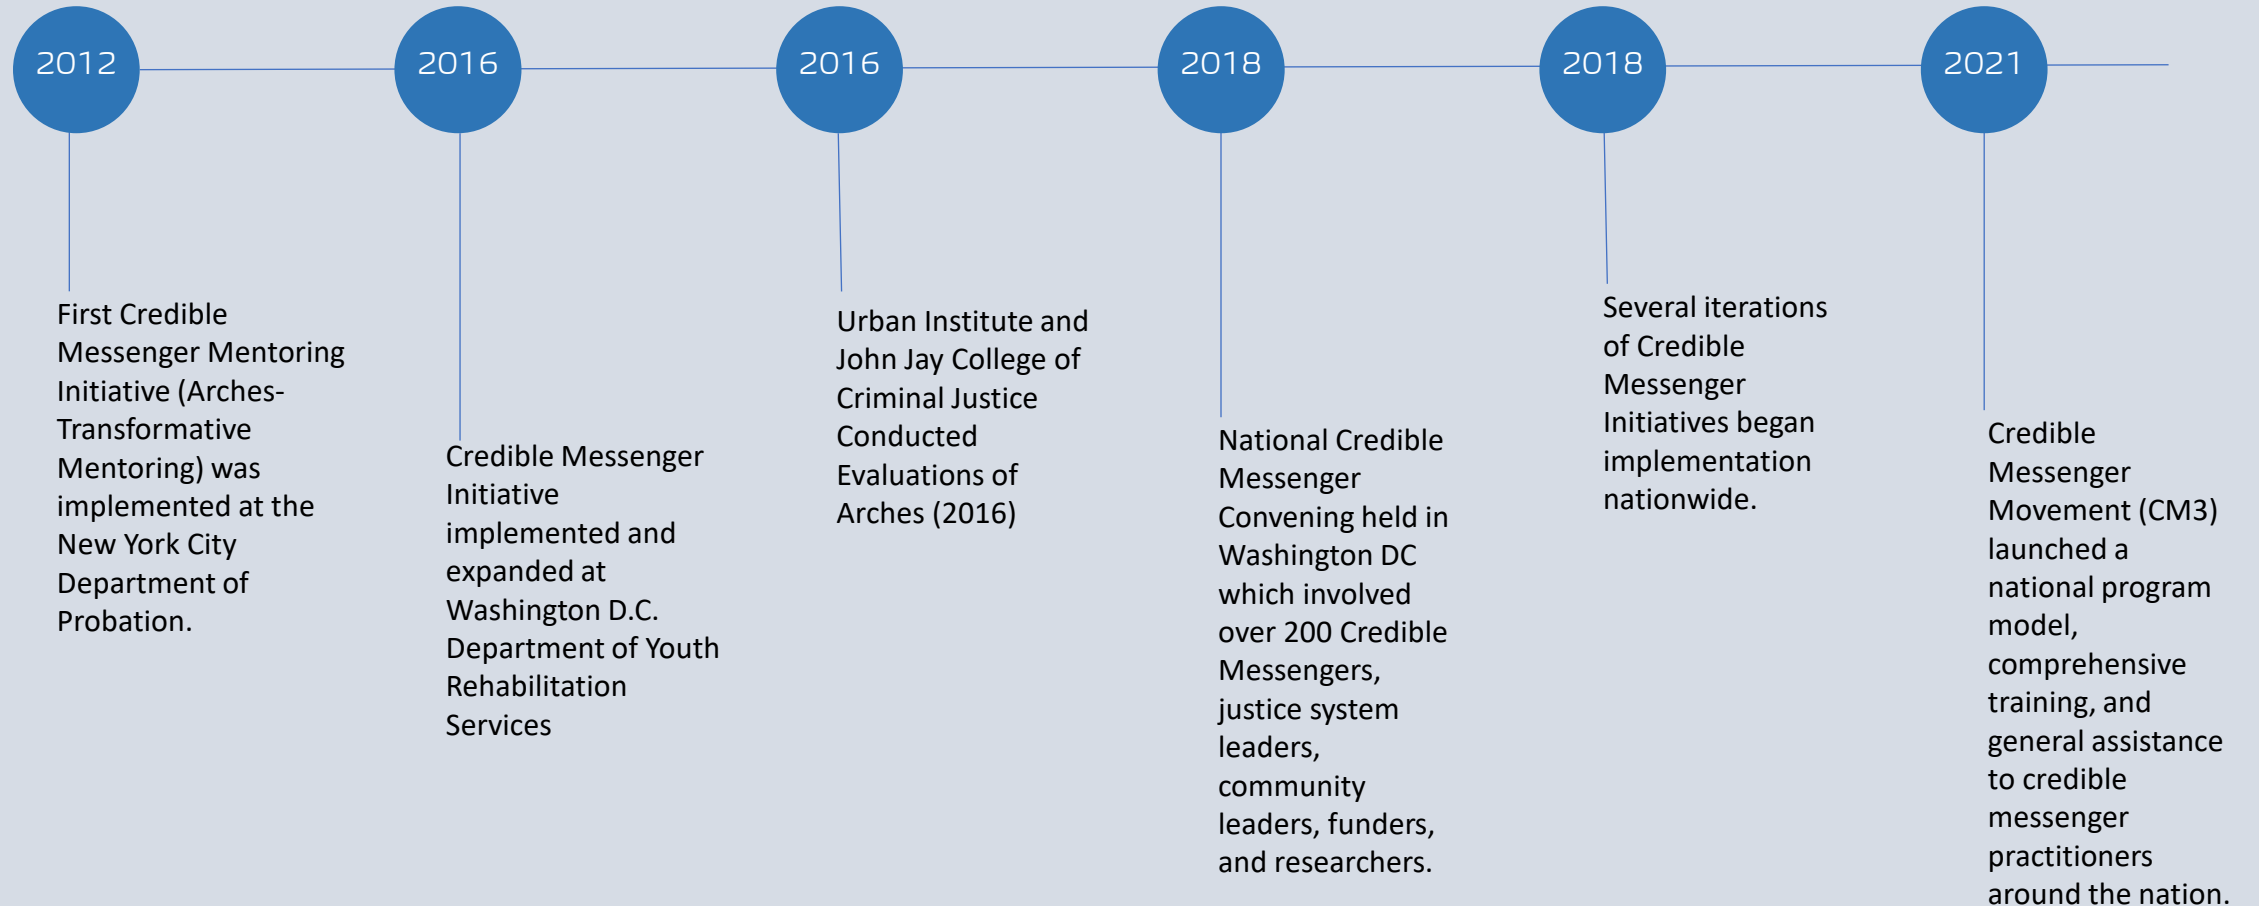 2012
First Credible
Messenger Mentoring
Initiative (Arches-
Transformative
Mentoring) was
implemented at the
New York City
Department of
Probation.
2016
Credible Messenger
Initiative
implemented and
expanded at
Washington D.C.
Department of Youth
Rehabilitation
Services
2016
Urban Institute and
John Jay College of
Criminal Justice
Conducted
Evaluations of
Arches (2016)
2018
National Credible
Messenger
Convening held in
Washington DC
which involved
over 200 Credible
Messengers,
justice system
leaders,
community
leaders, funders,
and researchers.
2018
Several iterations
of Credible
Messenger
Initiatives began
implementation
nationwide.
2021
Credible
Messenger
Movement (CM3)
launched a
national program
model,
comprehensive
training, and
general assistance
to credible
messenger
practitioners
around the nation.